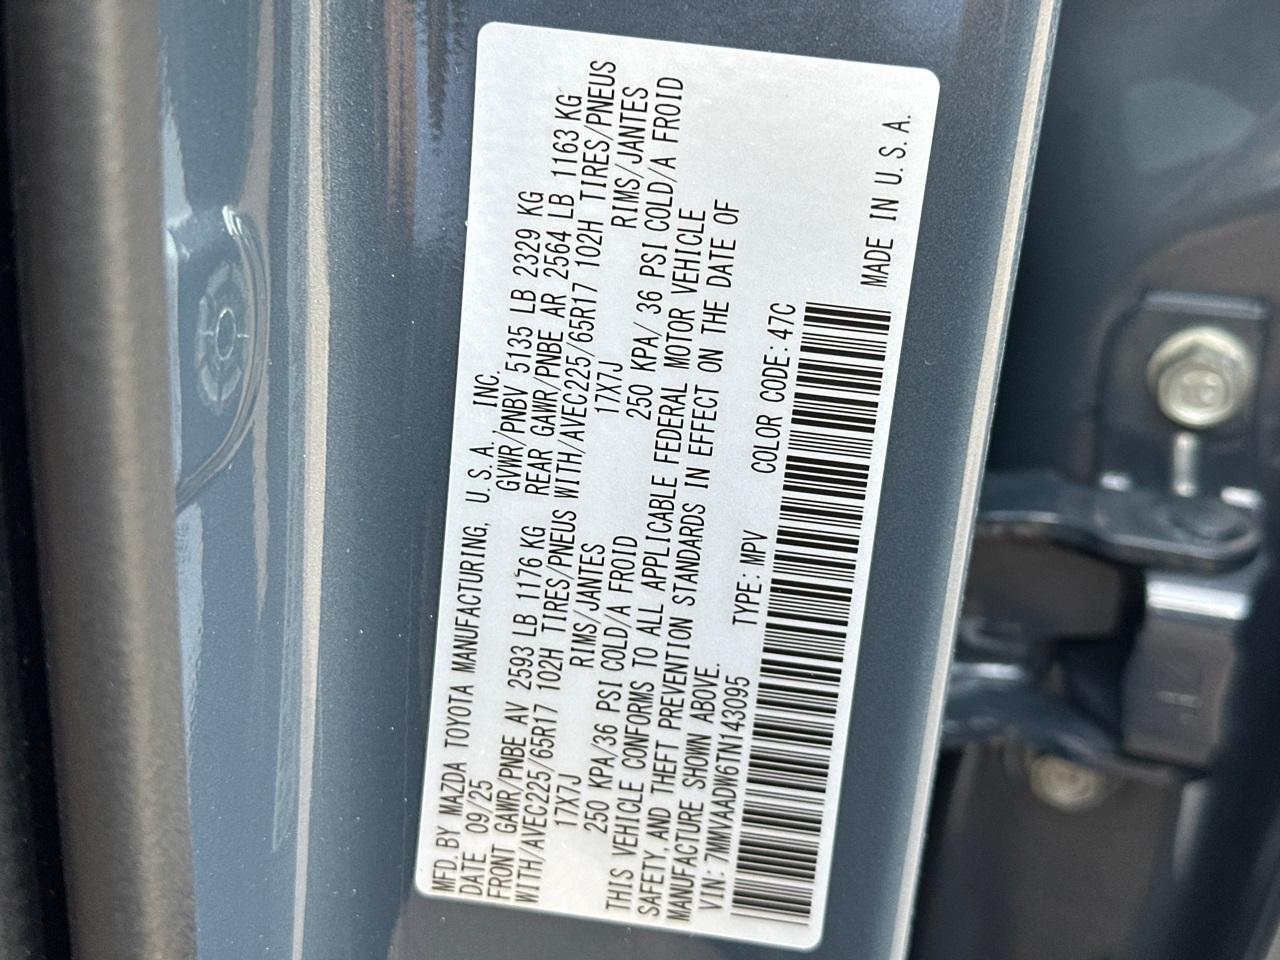 MFD. BY MAZDA TOYOTA MANUFACTURING, U.S.A., INC.
DATE 09/25 GVWR/PNBV 5135 LB 2329 KG
FRONT GAWR/PNBE AV 2593 LB 1176 KG REAR GAWR/PNBE AR 2564 LB 1163 KG
WITH/AVEC225/65R17 102H TIRES/PNEUS WITH/AVEC225/65R17 102H TIRES/PNEUS
17X7J RIMS/JANTES 17X7J RIMS/JANTES
250 KPA/36 PSI COLD/A FROID 250 KPA/ 36 PSI COLD/A FROID
THIS VEHICLE CONFORMS TO ALL APPLICABLE FEDERAL MOTOR VEHICLE
SAFETY, AND THEFT PREVENTION STANDARDS IN EFFECT ON THE DATE OF
MANUFACTURE SHOWN ABOVE.
VIN: 7MMVAADW6TN143095 TYPE: MPV COLOR CODE: 47C
MADE IN U.S.A.